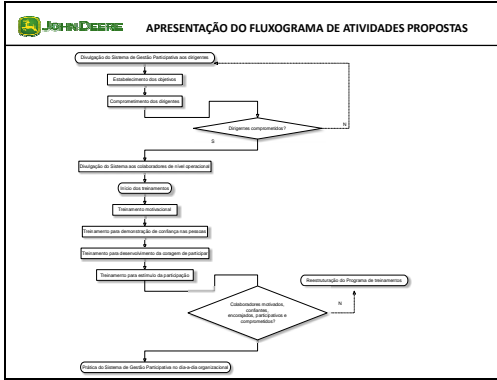 JOHN DEERE
APRESENTAÇÃO DO FLUXOGRAMA DE ATIVIDADES PROPOSTAS
Divulgação do Sistema de Gestão Participativa aos dirigentes
Estabelecimento dos objetivos
Comprometimento dos dirigentes
Dirigentes comprometidos?
N
S
Divulgação do Sistema aos colaboradores de nível operacional
Início dos treinamentos
Treinamento motivacional
Treinamento para demonstração de confiança nas pessoas
Treinamento para desenvolvimento da coragem de participar
Treinamento para estímulo da participação
Reestruturação do Programa de treinamentos
Colaboradores motivados,
confiantes,
encorajados, participativos e
comprometidos?
N
Prática do Sistema de Gestão Participativa no dia-a-dia organizacional